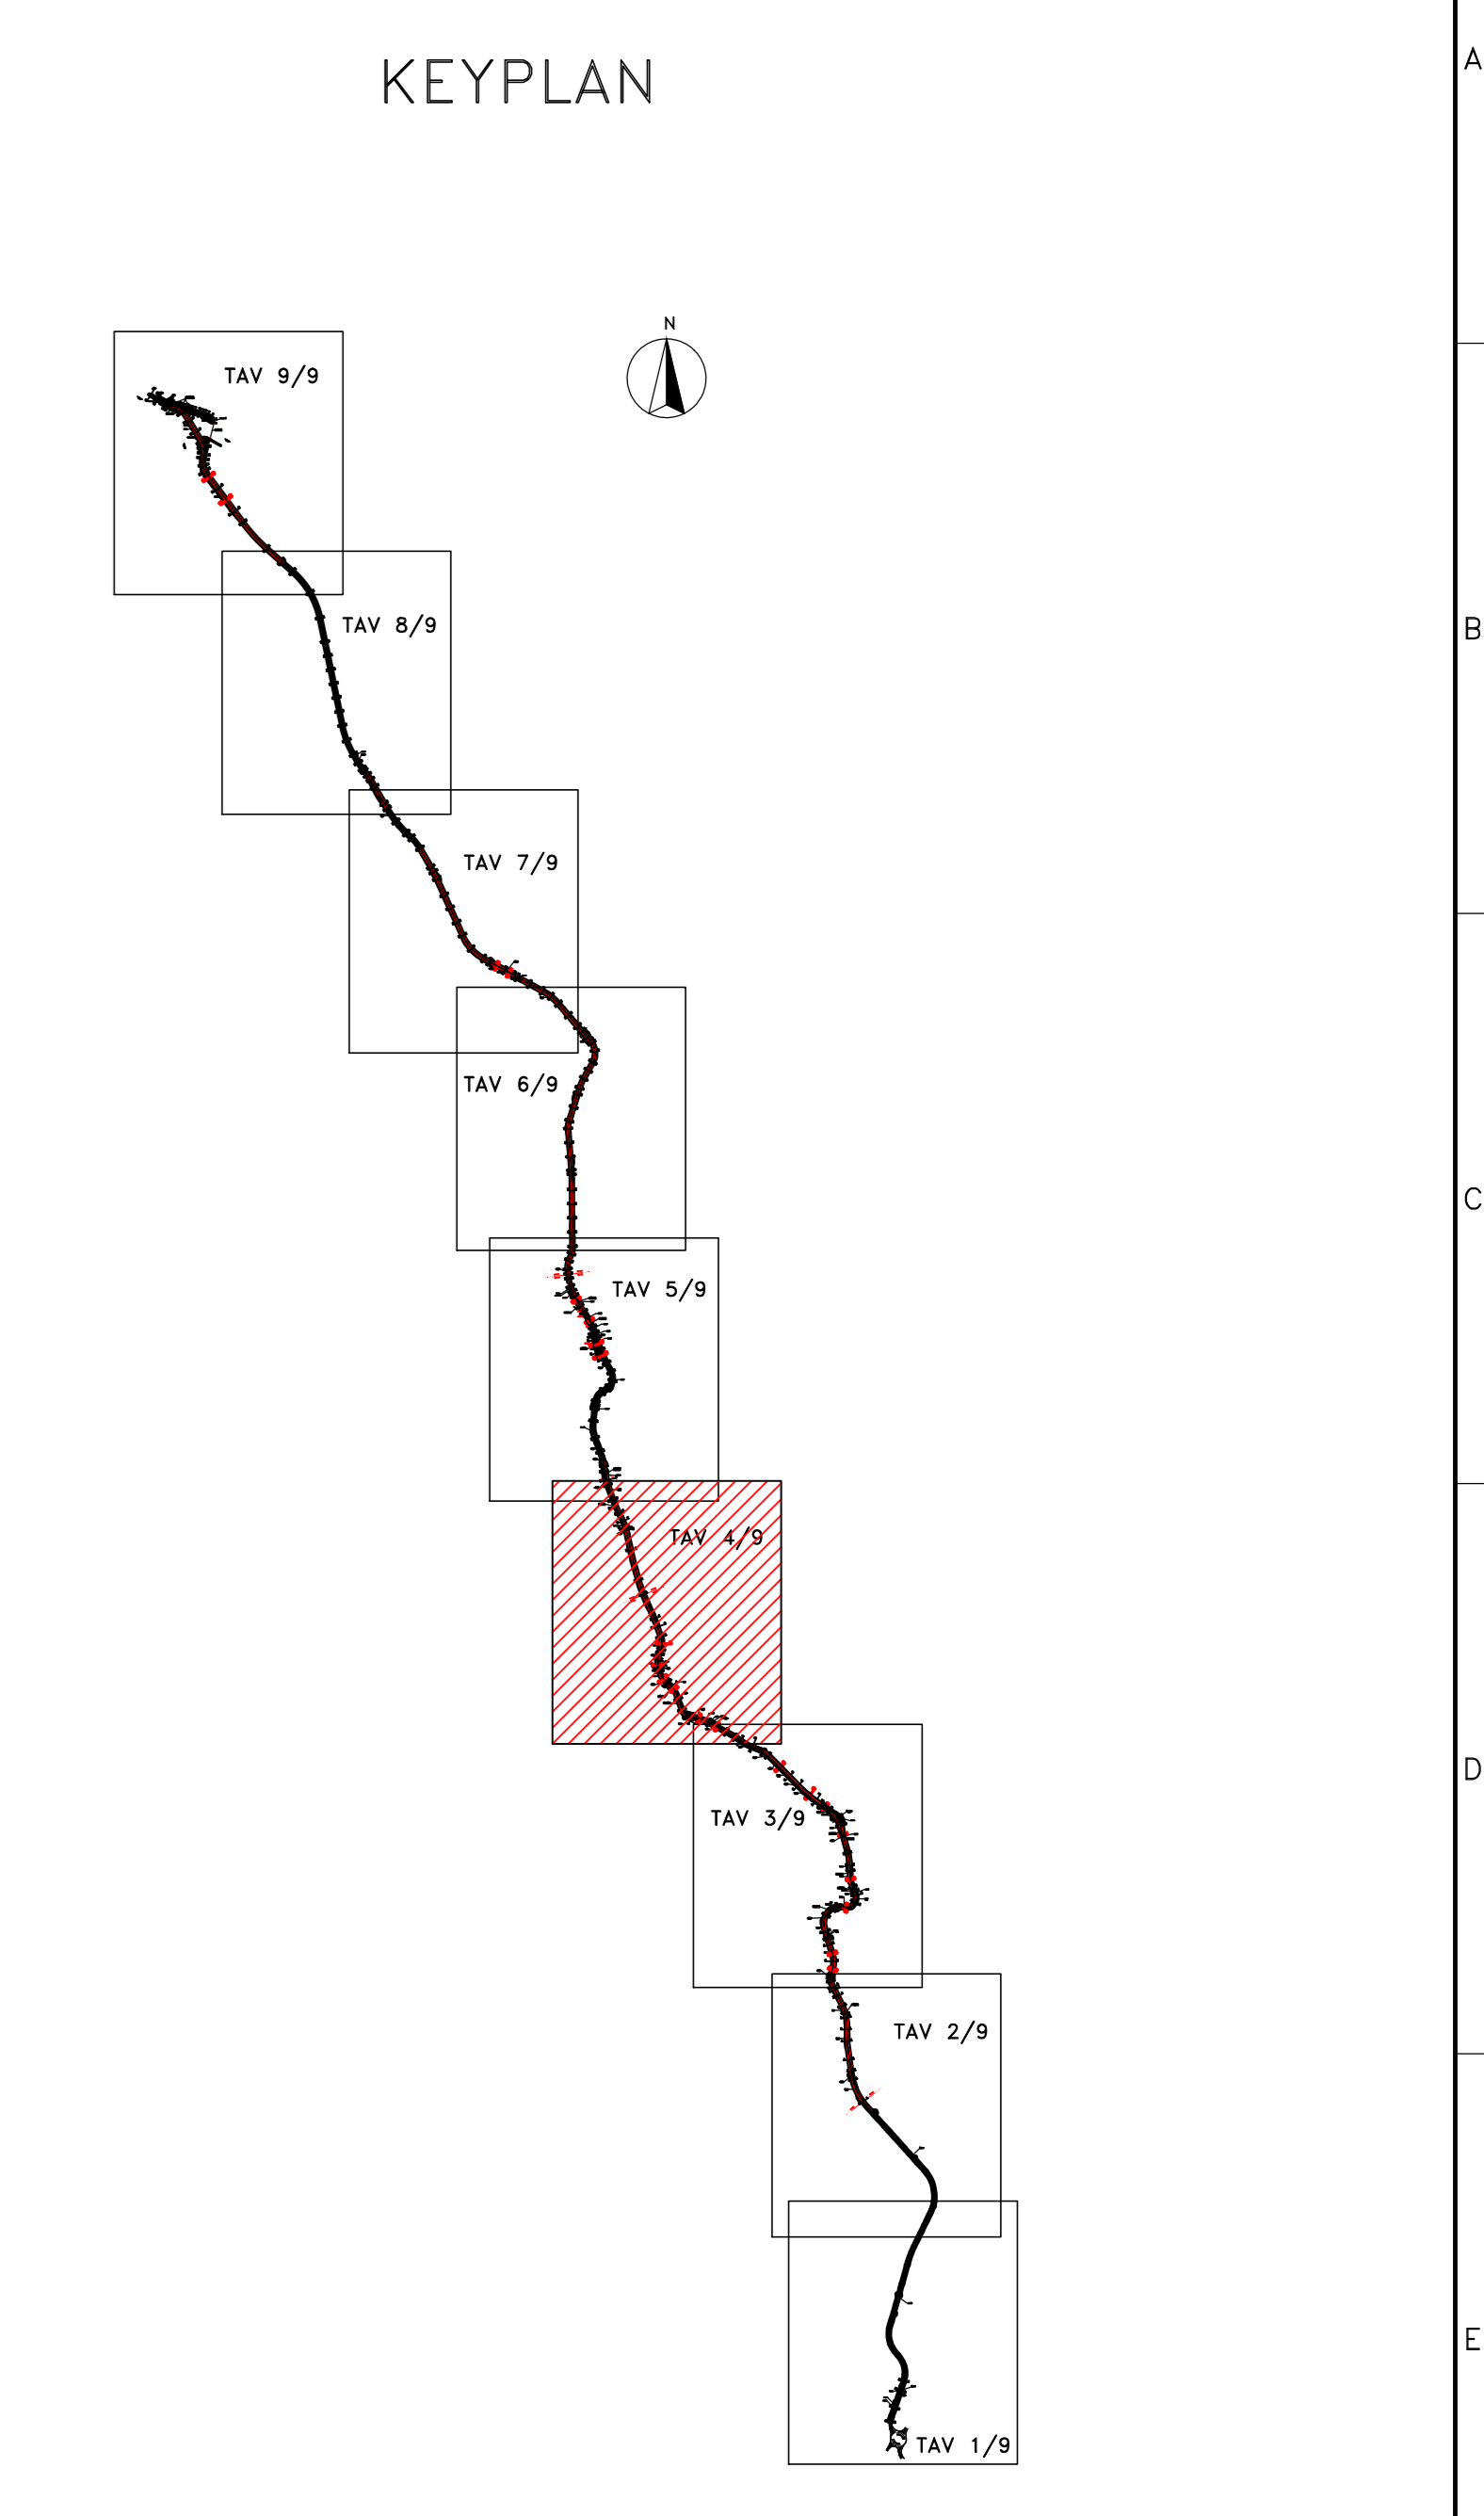 KEYPLAN
A
N
TAV 9/9
B
TAV 8/9
TAV 7/9
TAV 6/9
C
TAV 5/9
TAV 4/9
D
TAV 3/9
TAV 2/9
E
TAV 1/9